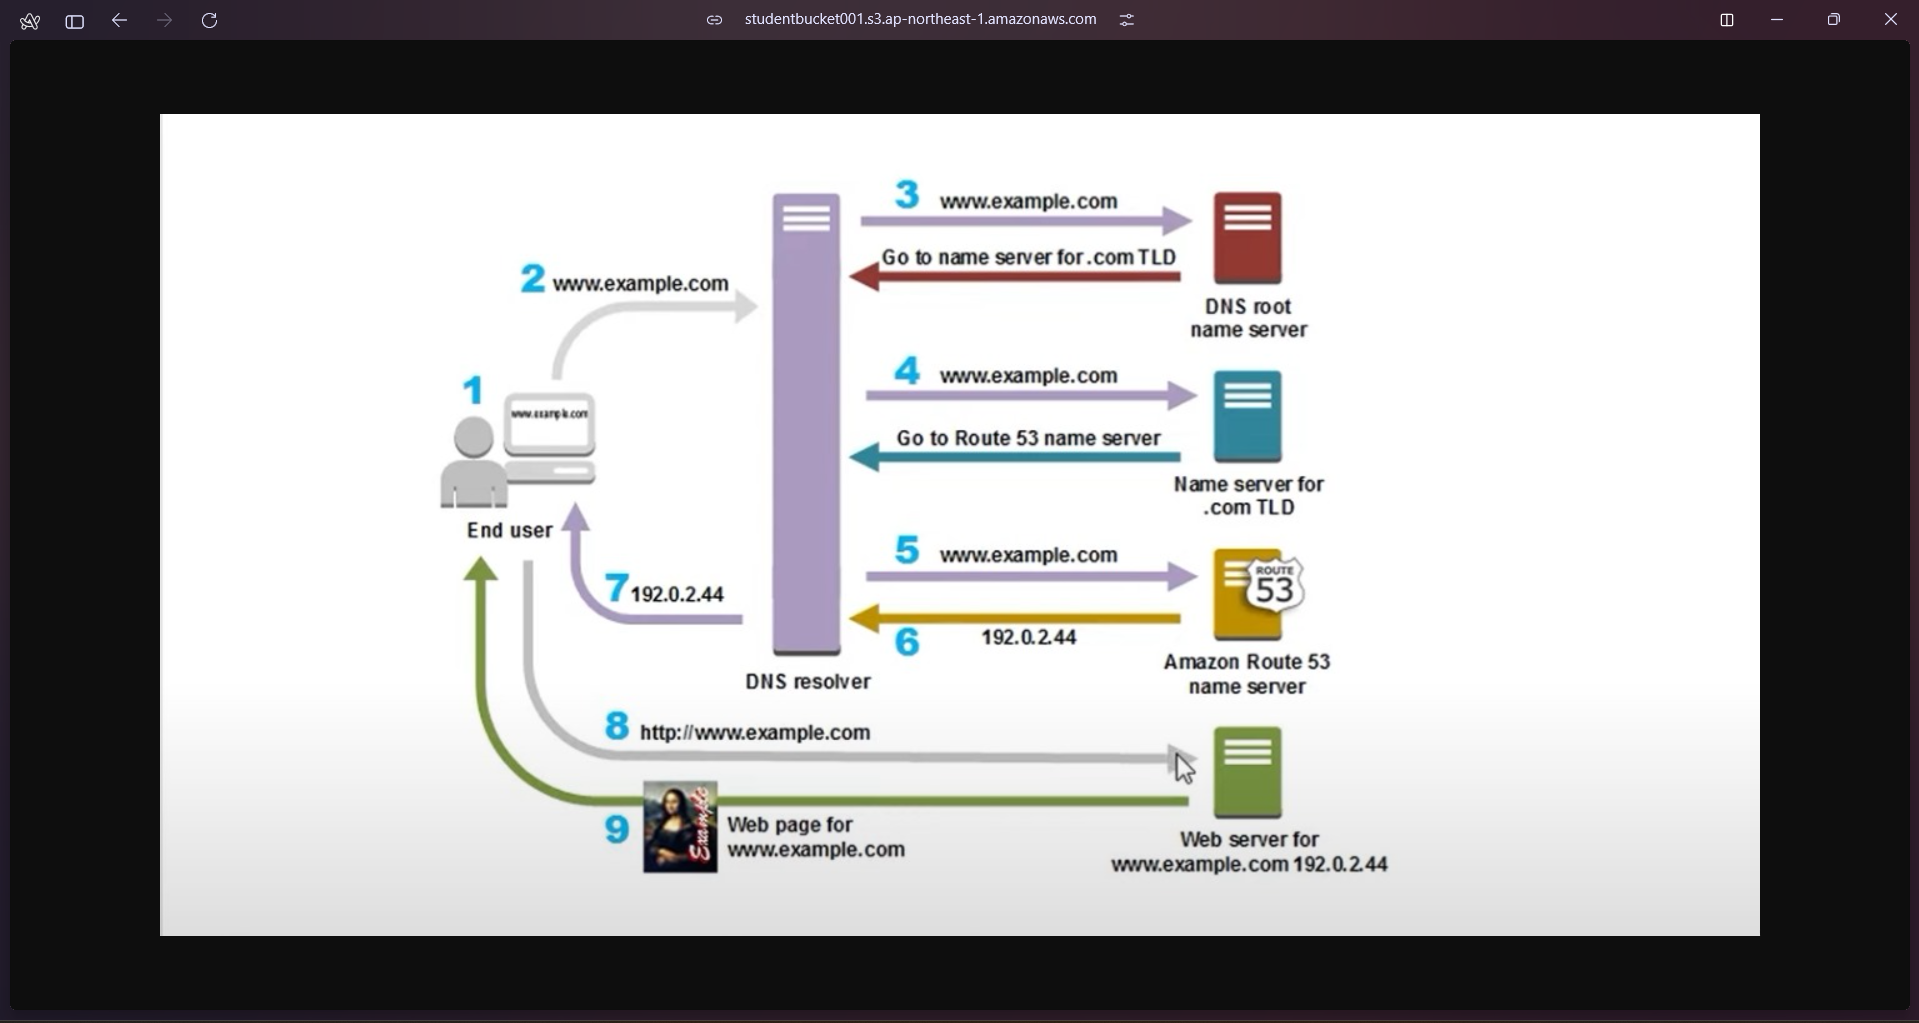 studentbucket001.s3.ap-northeast-1.amazonaws.com
3 www.example.com
Go to name server for .com TLD
DNS root
name server
2 www.example.com
1
www.example.com
End user
4 www.example.com
Go to Route 53 name server
Name server for
.com TLD
5 www.example.com
ROUTE
53
6 192.0.2.44
Amazon Route 53
name server
7 192.0.2.44
DNS resolver
8 http://www.example.com
9
Example
Web page for
www.example.com
Web server for
www.example.com 192.0.2.44